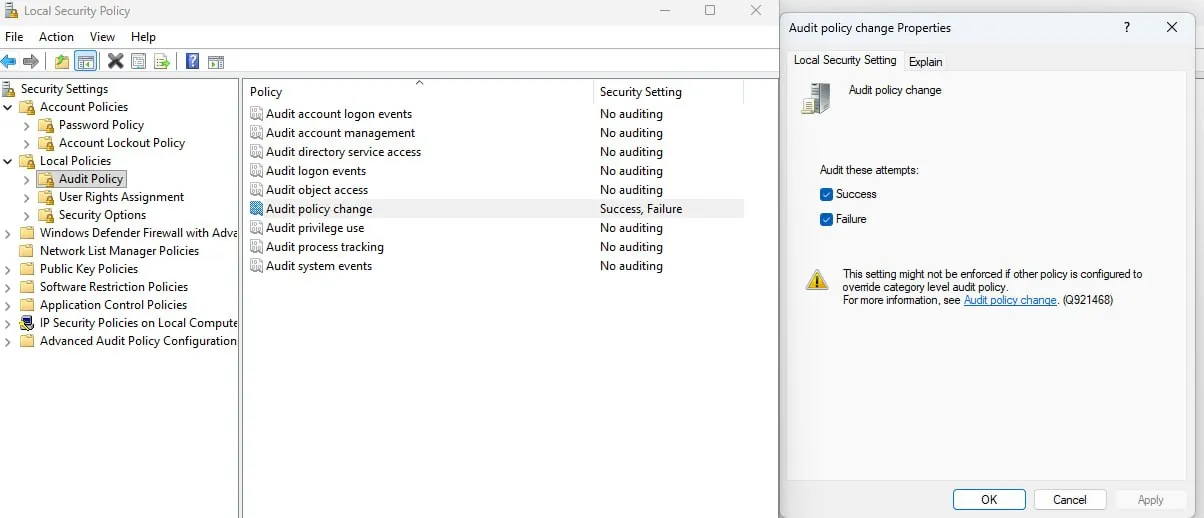 Local Security Policy
File Action View Help
Security Settings
Account Policies
Password Policy
Account Lockout Policy
Local Policies
Audit Policy
User Rights Assignment
Security Options
Windows Defender Firewall with Adva
Network List Manager Policies
Public Key Policies
Software Restriction Policies
Application Control Policies
IP Security Policies on Local Compute
Advanced Audit Policy Configuration
Policy Security Setting
Audit account logon events No auditing
Audit account management No auditing
Audit directory service access No auditing
Audit logon events No auditing
Audit object access No auditing
Audit policy change Success, Failure
Audit privilege use No auditing
Audit process tracking No auditing
Audit system events No auditing
Audit policy change Properties
?
Local Security Setting Explain
Audit policy change
Audit these attempts:
Success
Failure
This setting might not be enforced if other policy is configured to
override category level audit policy.
For more information, see Audit policy change. (Q921468)
OK Cancel Apply